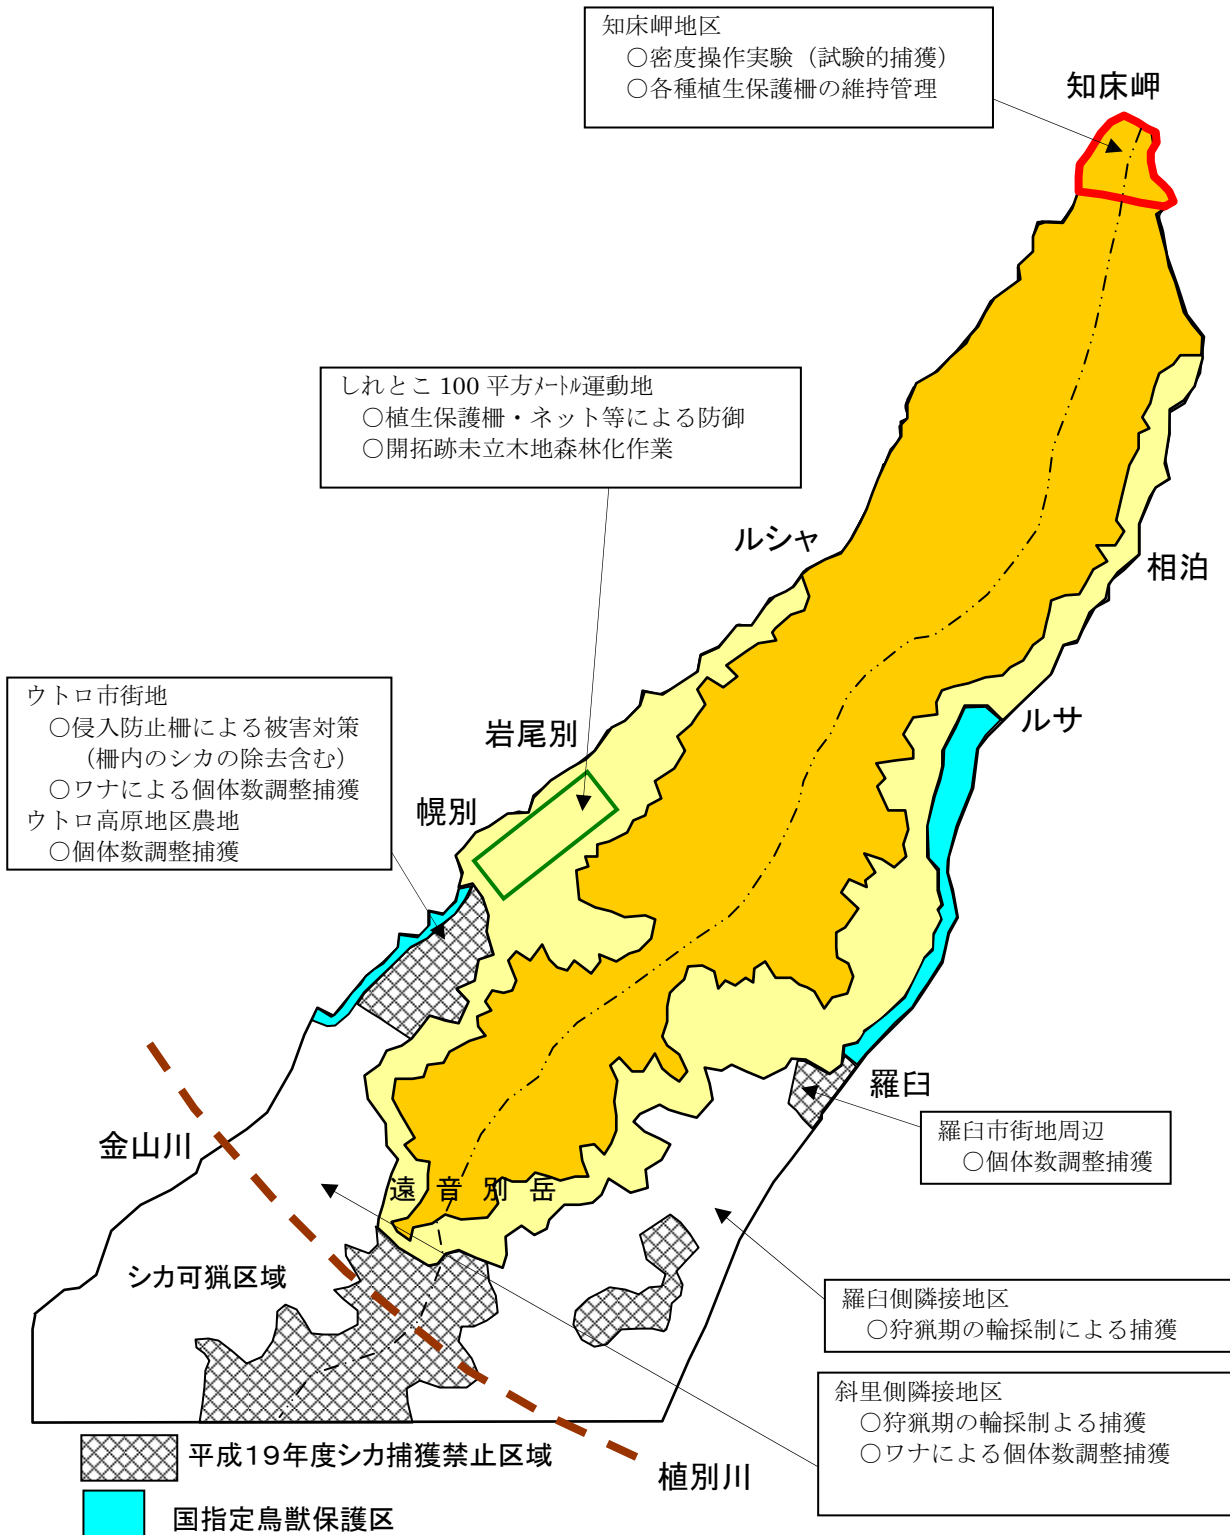 知床岬地区
○密度操作実験（試験的捕獲）
○各種植生保護柵の維持管理
知床岬
しれとこ 100 平方メートル運動地
○植生保護柵・ネット等による防御
○開拓跡未立木地森林化作業
ルシャ
相泊
ウトロ市街地
○侵入防止柵による被害対策
（柵内のシカの除去含む）
○ワナによる個体数調整捕獲
ウトロ高原地区農地
○個体数調整捕獲
岩尾別
ルサ
幌別
羅臼
金山川
羅臼市街地周辺
○個体数調整捕獲
遠音別岳
シカ可猟区域
羅臼側隣接地区
○狩猟期の輪採制による捕獲
斜里側隣接地区
○狩猟期の輪採制よる捕獲
○ワナによる個体数調整捕獲
平成１９年度シカ捕獲禁止区域
植別川
国指定鳥獣保護区